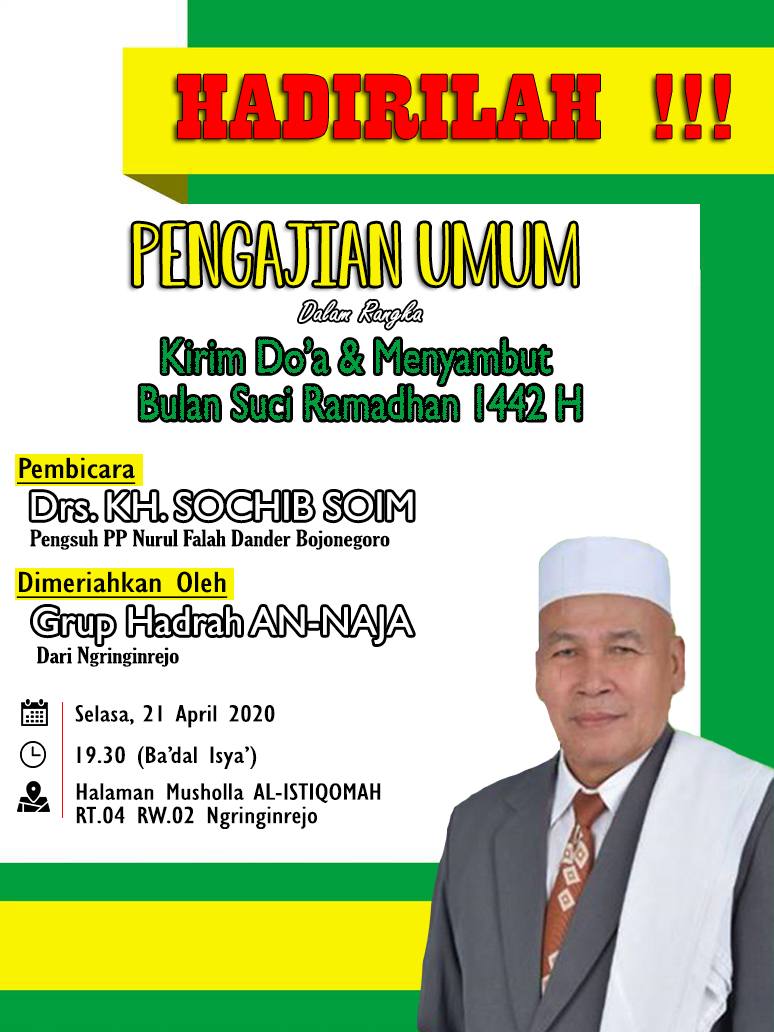 HADIRILAH !!!
PENGAJIAN UMUM
Dalam Rangka
Kirim Do'a & Menyambut
Bulan Suci Ramadhan 1442 H
Pembicara
Drs. KH. SOCHIB SOIM
Pengsuh PP Nurul Falah Dander Bojonegoro
Dimeriahkan Oleh
Grup Hadrah AN-NAJA
Dari Ngringinrejo
Selasa, 21 April 2020
19.30 (Ba'dal Isya')
Halaman Musholla AL-ISTIQOMAH
RT.04 RW.02 Ngringinrejo